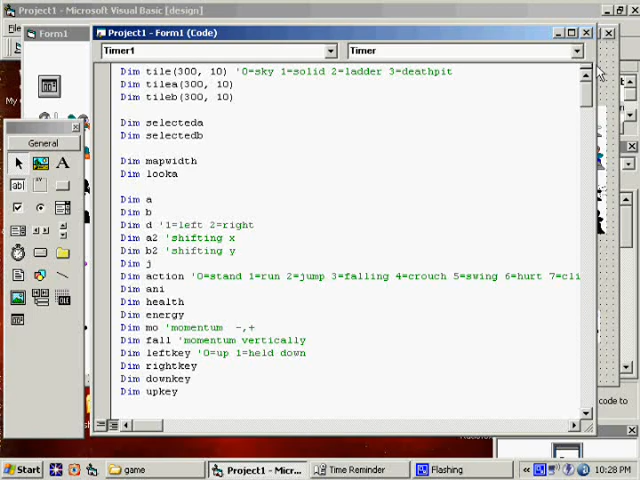 Project1 - Microsoft Visual Basic [design]
Form1
Project1 - Form1 (Code)
Timer1
Timer
General
Dim tile(300, 10) '0=sky 1=solid 2=ladder 3=deathpit
Dim tilea(300, 10)
Dim tileb(300, 10)
Dim selecteda
Dim selectedb
Dim mapwidth
Dim looka
Dim a
Dim b
Dim d '1=left 2=right
Dim a2 'shifting x
Dim b2 'shifting y
Dim j
Dim action '0=stand 1=run 2=jump 3=falling 4=crouch 5=swing 6=hurt 7=cli
Dim ani
Dim health
Dim energy
Dim mo 'momentum -,+
Dim fall 'momentum vertically
Dim leftkey '0=up 1=held down
Dim rightkey
Dim downkey
Dim upkey
code to
Start
game
Project1 - Micr...
Time Reminder
Flashing
10:28 PM